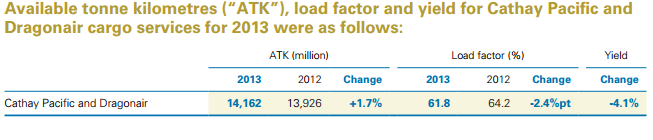 Available tonne kilometres (“ATK”), load factor and yield for Cathay Pacific and
Dragonair cargo services for 2013 were as follows:
ATK (million) Load factor (%) Yield
2013 2012 Change 2013 2012 Change Change
Cathay Pacific and Dragonair 14,162 13,926 +1.7% 61.8 64.2 -2.4%pt -4.1%